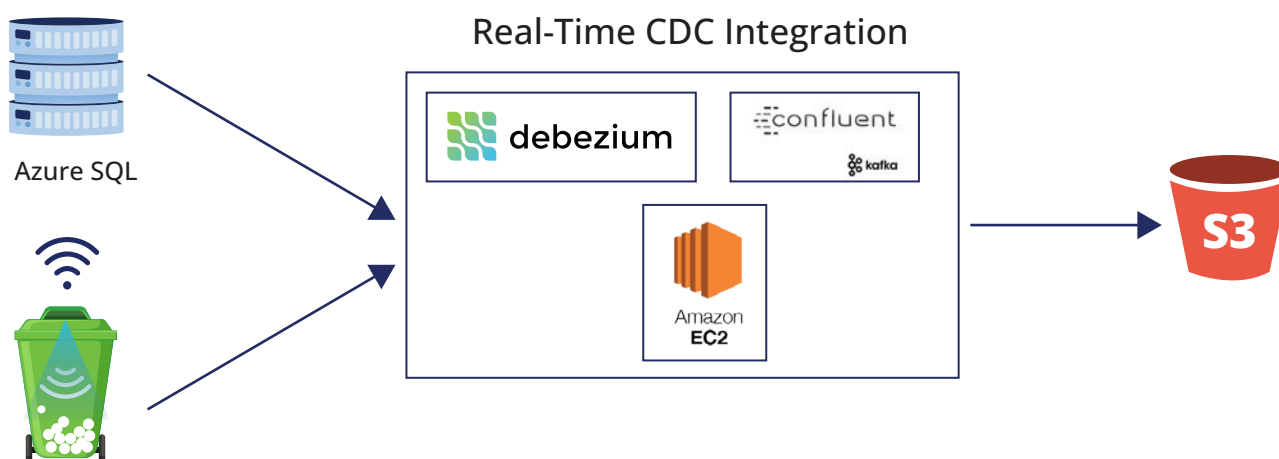 Real-Time CDC Integration
debezium
confluent
kafka
Azure SQL
Amazon
EC2
S3